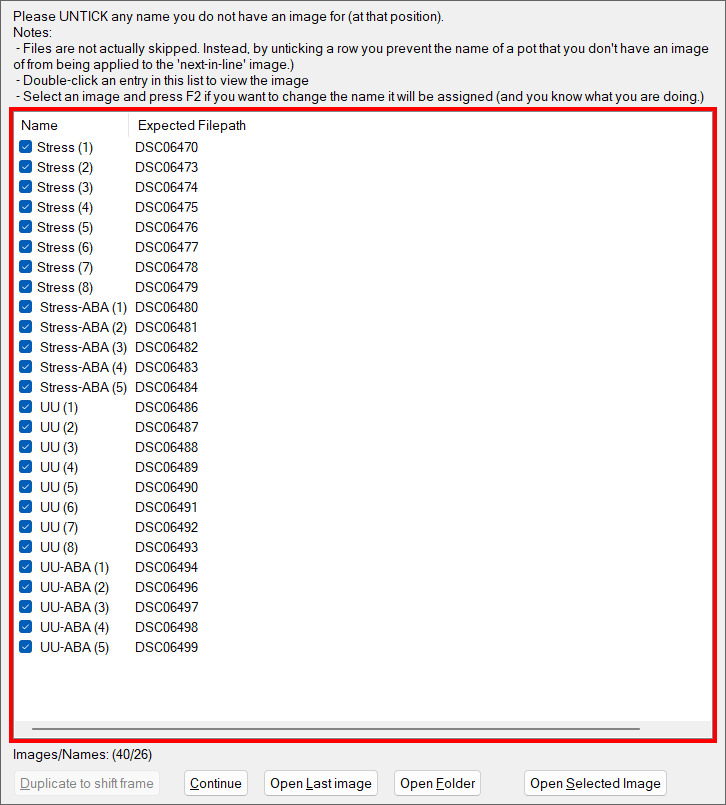 Please UNTICK any name you do not have an image for (at that position).
Notes:
- Files are not actually skipped. Instead, by unticking a row you prevent the name of a pot that you don't have an image
of from being applied to the 'next-in-line' image.)
- Double-click an entry in this list to view the image
- Select an image and press F2 if you want to change the name it will be assigned (and you know what you are doing.)
Name Expected Filepath
Stress (1) DSC06470
Stress (2) DSC06473
Stress (3) DSC06474
Stress (4) DSC06475
Stress (5) DSC06476
Stress (6) DSC06477
Stress (7) DSC06478
Stress (8) DSC06479
Stress-ABA (1) DSC06480
Stress-ABA (2) DSC06481
Stress-ABA (3) DSC06482
Stress-ABA (4) DSC06483
Stress-ABA (5) DSC06484
UU (1) DSC06486
UU (2) DSC06487
UU (3) DSC06488
UU (4) DSC06489
UU (5) DSC06490
UU (6) DSC06491
UU (7) DSC06492
UU (8) DSC06493
UU-ABA (1) DSC06494
UU-ABA (2) DSC06496
UU-ABA (3) DSC06497
UU-ABA (4) DSC06498
UU-ABA (5) DSC06499
Images/Names: (40/26)
Duplicate to shift frame Continue Open Last image Open Folder Open Selected Image